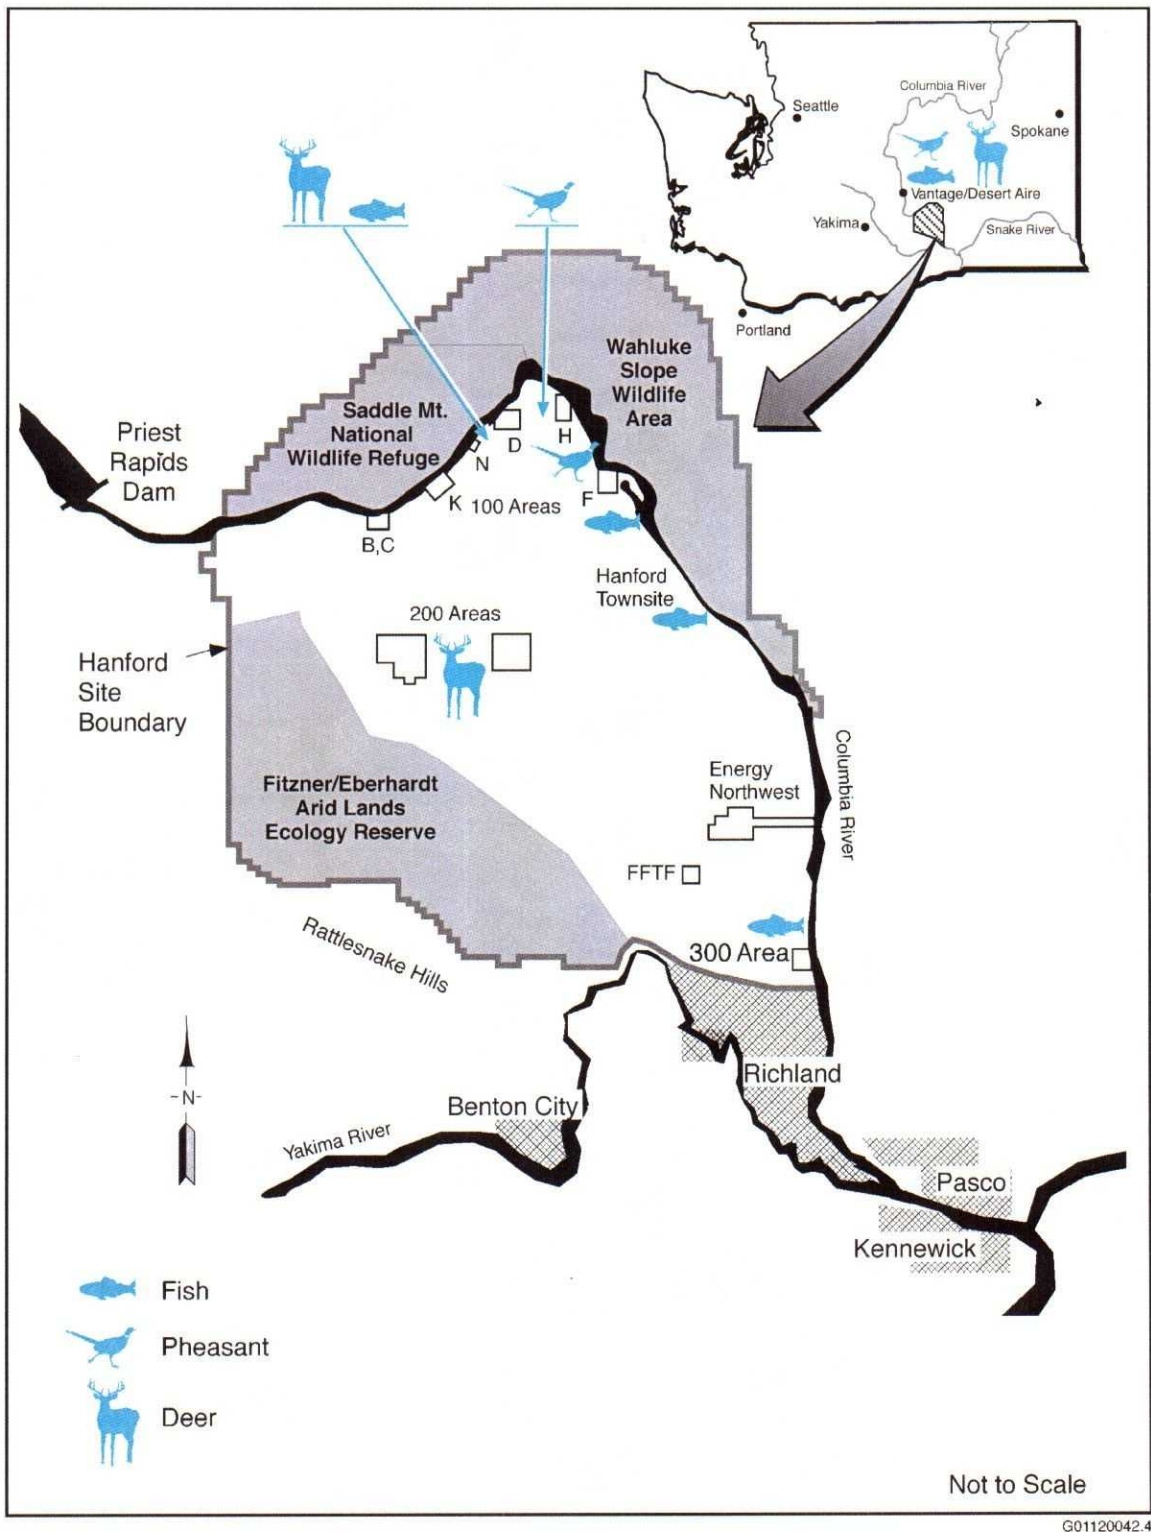 Seattle
Columbia River
Spokane
Vantage/Desert Aire
Yakima
Snake River
Portland
Wahluke
Slope
Wildlife
Area
Saddle Mt.
National
Wildlife Refuge
Priest
Rapids
Dam
D
H
N
K
100 Areas
F
B,C
Hanford
Townsite
200 Areas
Hanford
Site
Boundary
Columbia River
Energy
Northwest
Fitzner/Eberhardt
Arid Lands
Ecology Reserve
FFTF
300 Area
Rattlesnake Hills
-N-
Richland
Benton City
Yakima River
Pasco
Kennewick
Fish
Pheasant
Deer
Not to Scale
G01120042.4